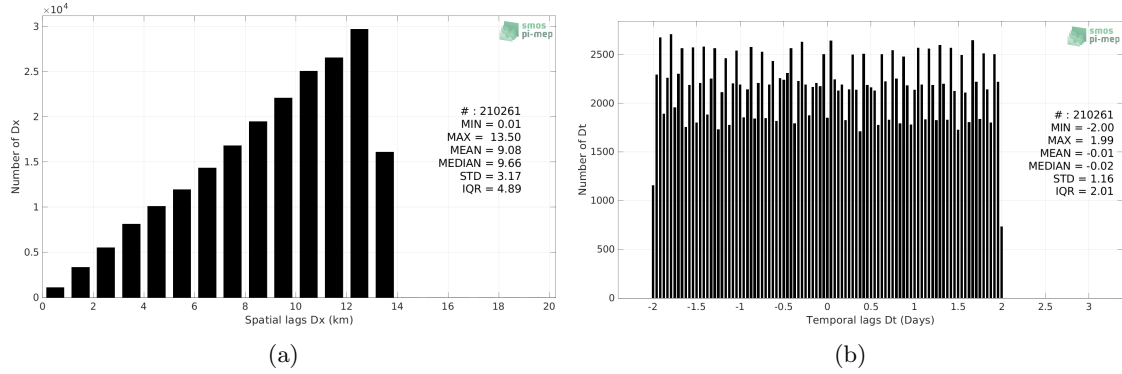 ×10⁴
3
2.5
2
1.5
1
0.5
0
Number of Dx
0 2 4 6 8 10 12 14 16 18 20
Spatial lags Dx (km)
smos
pi-mep
# : 210261
MIN = 0.01
MAX = 13.50
MEAN = 9.08
MEDIAN = 9.66
STD = 3.17
IQR = 4.89
(a)
2500
2000
1500
1000
500
0
Number of Dt
-2 -1.5 -1 -0.5 0 0.5 1 1.5 2 2.5 3
Temporal lags Dt (Days)
smos
pi-mep
# : 210261
MIN = -2.00
MAX = 1.99
MEAN = -0.01
MEDIAN = -0.02
STD = 1.16
IQR = 2.01
(b)